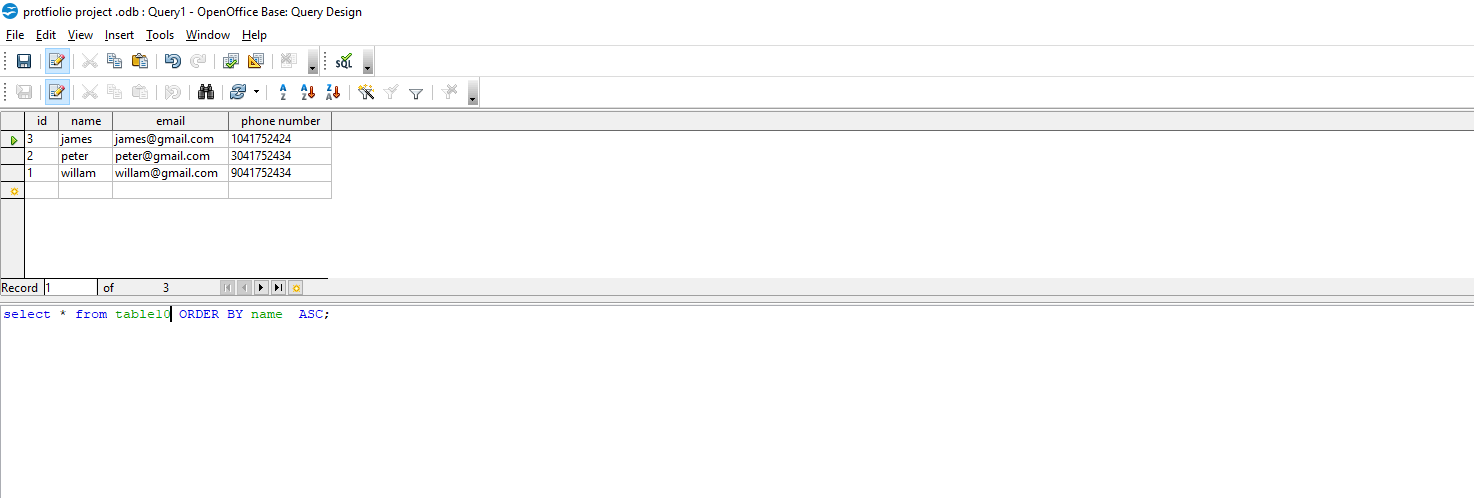 protfiolio project .odb : Query1 - OpenOffice Base: Query Design
File Edit View Insert Tools Window Help
SQL
A Z A Z Z A
id name email phone number
3 james james@gmail.com 1041752424
2 peter peter@gmail.com 3041752434
1 willam willam@gmail.com 9041752434
Record 1 of 3
select * from table10 ORDER BY name  ASC;